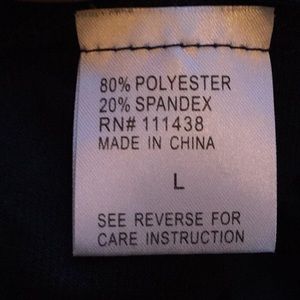 80% POLYESTER
20% SPANDEX
RN# 111438
MADE IN CHINA
L
SEE REVERSE FOR
CARE INSTRUCTION